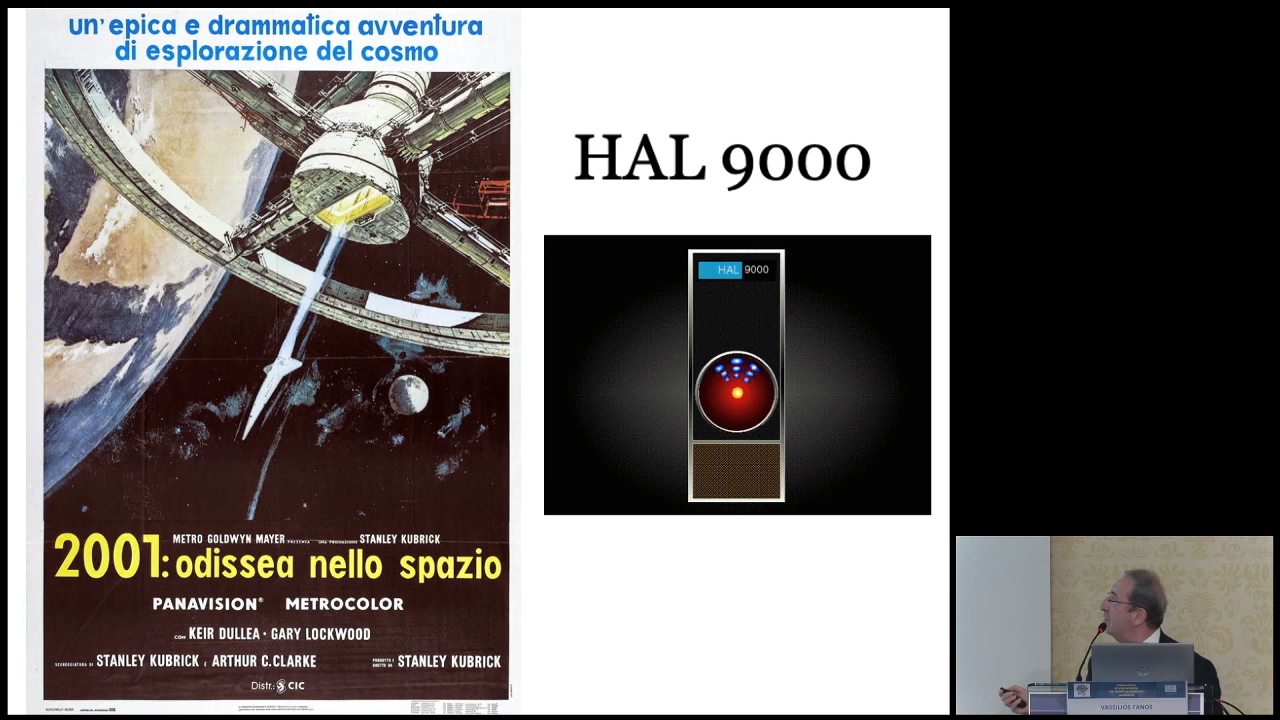 un'epica e drammatica avventura
di esplorazione del cosmo
2001: odissea nello spazio
METRO GOLDWYN MAYER PRESENTA UNA PRODUZIONE STANLEY KUBRICK
PANAVISION® METROCOLOR
CON KEIR DULLEA · GARY LOCKWOOD
SCENEGGIATURA DI STANLEY KUBRICK E ARTHUR C. CLARKE
PRODOTTO E DIRETTO DA STANLEY KUBRICK
Distr.: CIC
HAL 9000
HAL 9000
VASSILIOS FANOS